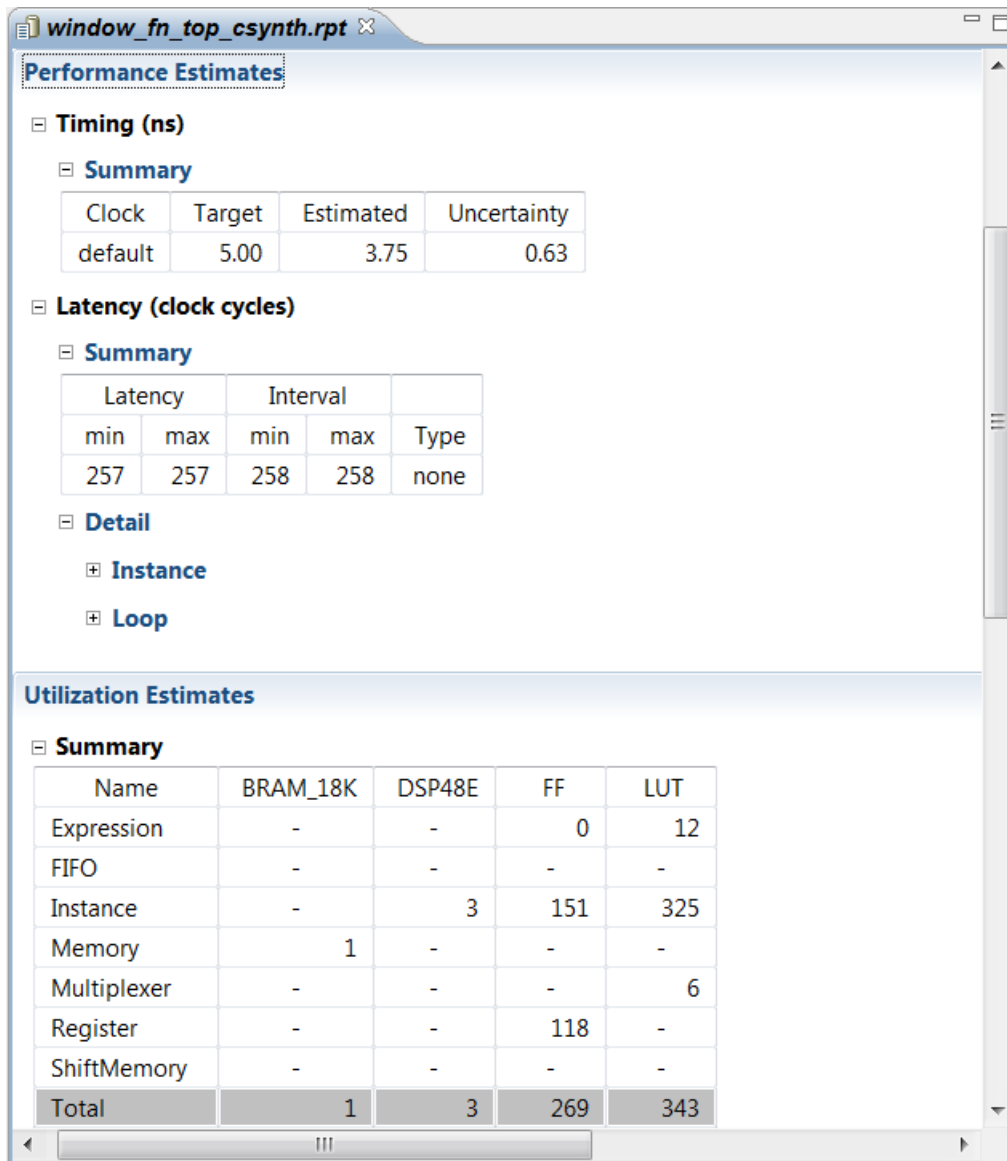 window_fn_top_csynth.rpt
Performance Estimates
Timing (ns)
Summary
Clock Target Estimated Uncertainty
default 5.00 3.75 0.63
Latency (clock cycles)
Summary
Latency Interval
min max min max Type
257 257 258 258 none
Detail
Instance
Loop
Utilization Estimates
Summary
Name BRAM_18K DSP48E FF LUT
Expression - - 0 12
FIFO - - - -
Instance - 3 151 325
Memory 1 - - -
Multiplexer - - - 6
Register - - 118 -
ShiftMemory - - - -
Total 1 3 269 343